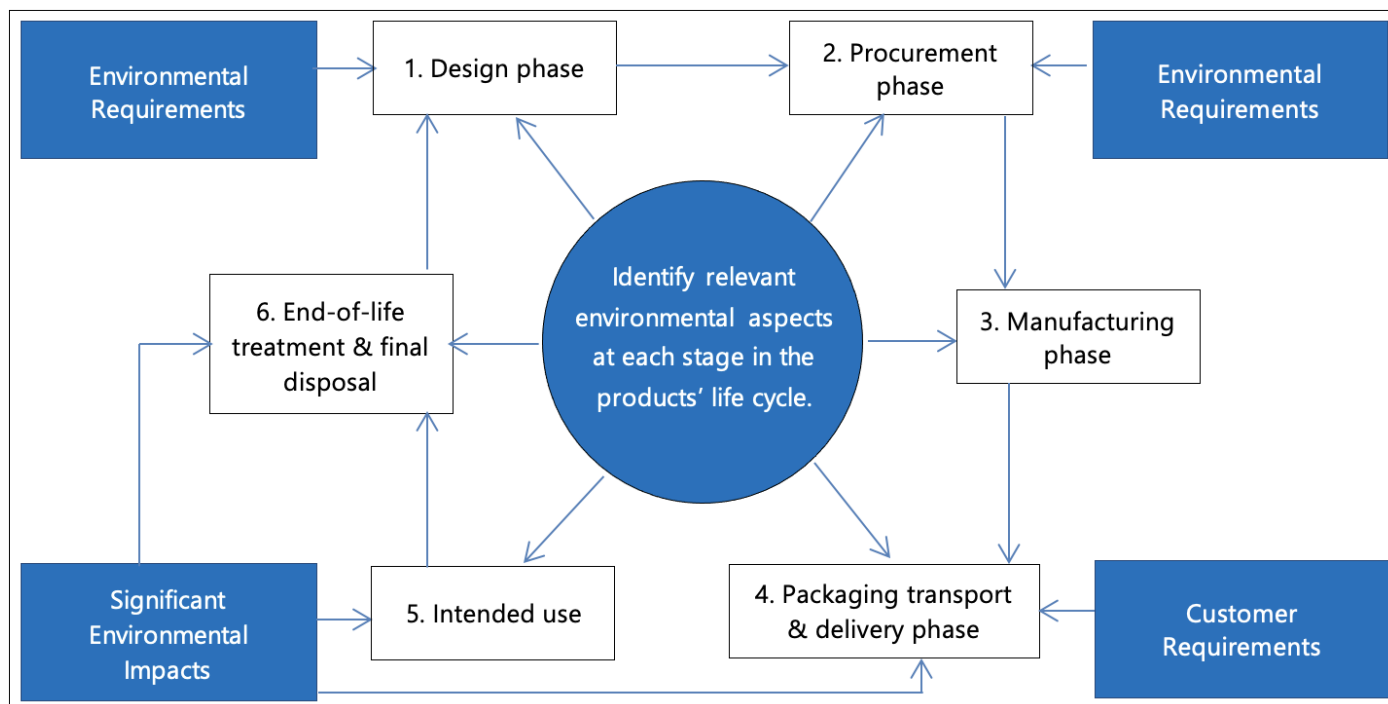 Environmental
Requirements
1. Design phase
2. Procurement
phase
Environmental
Requirements
Identify relevant
environmental aspects
at each stage in the
products’ life cycle.
6. End-of-life
treatment & final
disposal
3. Manufacturing
phase
Significant
Environmental
Impacts
5. Intended use
4. Packaging transport
& delivery phase
Customer
Requirements